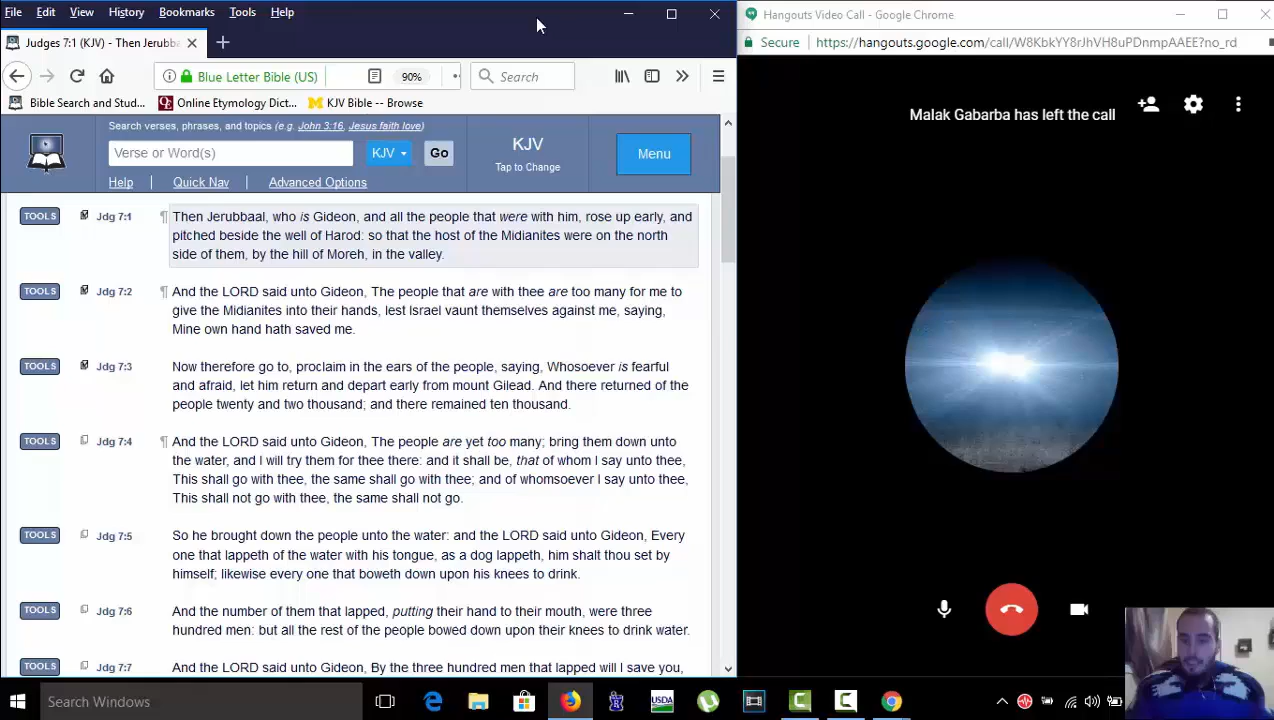 File Edit View History Bookmarks Tools Help
Judges 7:1 (KJV) - Then Jerubba
Blue Letter Bible (US) 90% Search
Bible Search and Stud... Online Etymology Dict... KJV Bible -- Browse
Search verses, phrases, and topics (e.g. John 3:16, Jesus faith love)
Verse or Word(s) KJV Go
KJV
Tap to Change
Menu
Help | Quick Nav | Advanced Options
TOOLS Jdg 7:1 ¶ Then Jerubbaal, who is Gideon, and all the people that were with him, rose up early, and
pitched beside the well of Harod: so that the host of the Midianites were on the north
side of them, by the hill of Moreh, in the valley.
TOOLS Jdg 7:2 ¶ And the LORD said unto Gideon, The people that are with thee are too many for me to
give the Midianites into their hands, lest Israel vaunt themselves against me, saying,
Mine own hand hath saved me.
TOOLS Jdg 7:3 Now therefore go to, proclaim in the ears of the people, saying, Whosoever is fearful
and afraid, let him return and depart early from mount Gilead. And there returned of the
people twenty and two thousand; and there remained ten thousand.
TOOLS Jdg 7:4 ¶ And the LORD said unto Gideon, The people are yet too many; bring them down unto
the water, and I will try them for thee there: and it shall be, that of whom I say unto thee,
This shall go with thee, the same shall go with thee; and of whomsoever I say unto thee,
This shall not go with thee, the same shall not go.
TOOLS Jdg 7:5 So he brought down the people unto the water: and the LORD said unto Gideon, Every
one that lappeth of the water with his tongue, as a dog lappeth, him shalt thou set by
himself; likewise every one that boweth down upon his knees to drink.
TOOLS Jdg 7:6 And the number of them that lapped, putting their hand to their mouth, were three
hundred men: but all the rest of the people bowed down upon their knees to drink water.
TOOLS Jdg 7:7 And the LORD said unto Gideon, By the three hundred men that lapped will I save you,
Hangouts Video Call - Google Chrome
Secure https://hangouts.google.com/call/W8KbkYY8rJhVH8uPDnmpAAEE?no_rd
Malak Gabarba has left the call
Search Windows
USDA